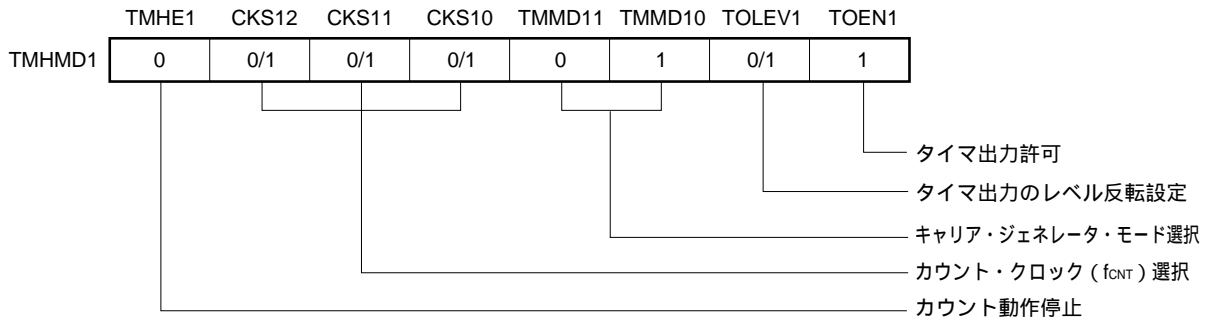 TMHE1 CKS12 CKS11 CKS10 TMMD11 TMMD10 TOLEV1 TOEN1
TMHMD1 0 0/1 0/1 0/1 0 1 0/1 1
タイマ出力許可
タイマ出力のレベル反転設定
キャリア・ジェネレータ・モード選択
カウント・クロック（fCNT）選択
カウント動作停止